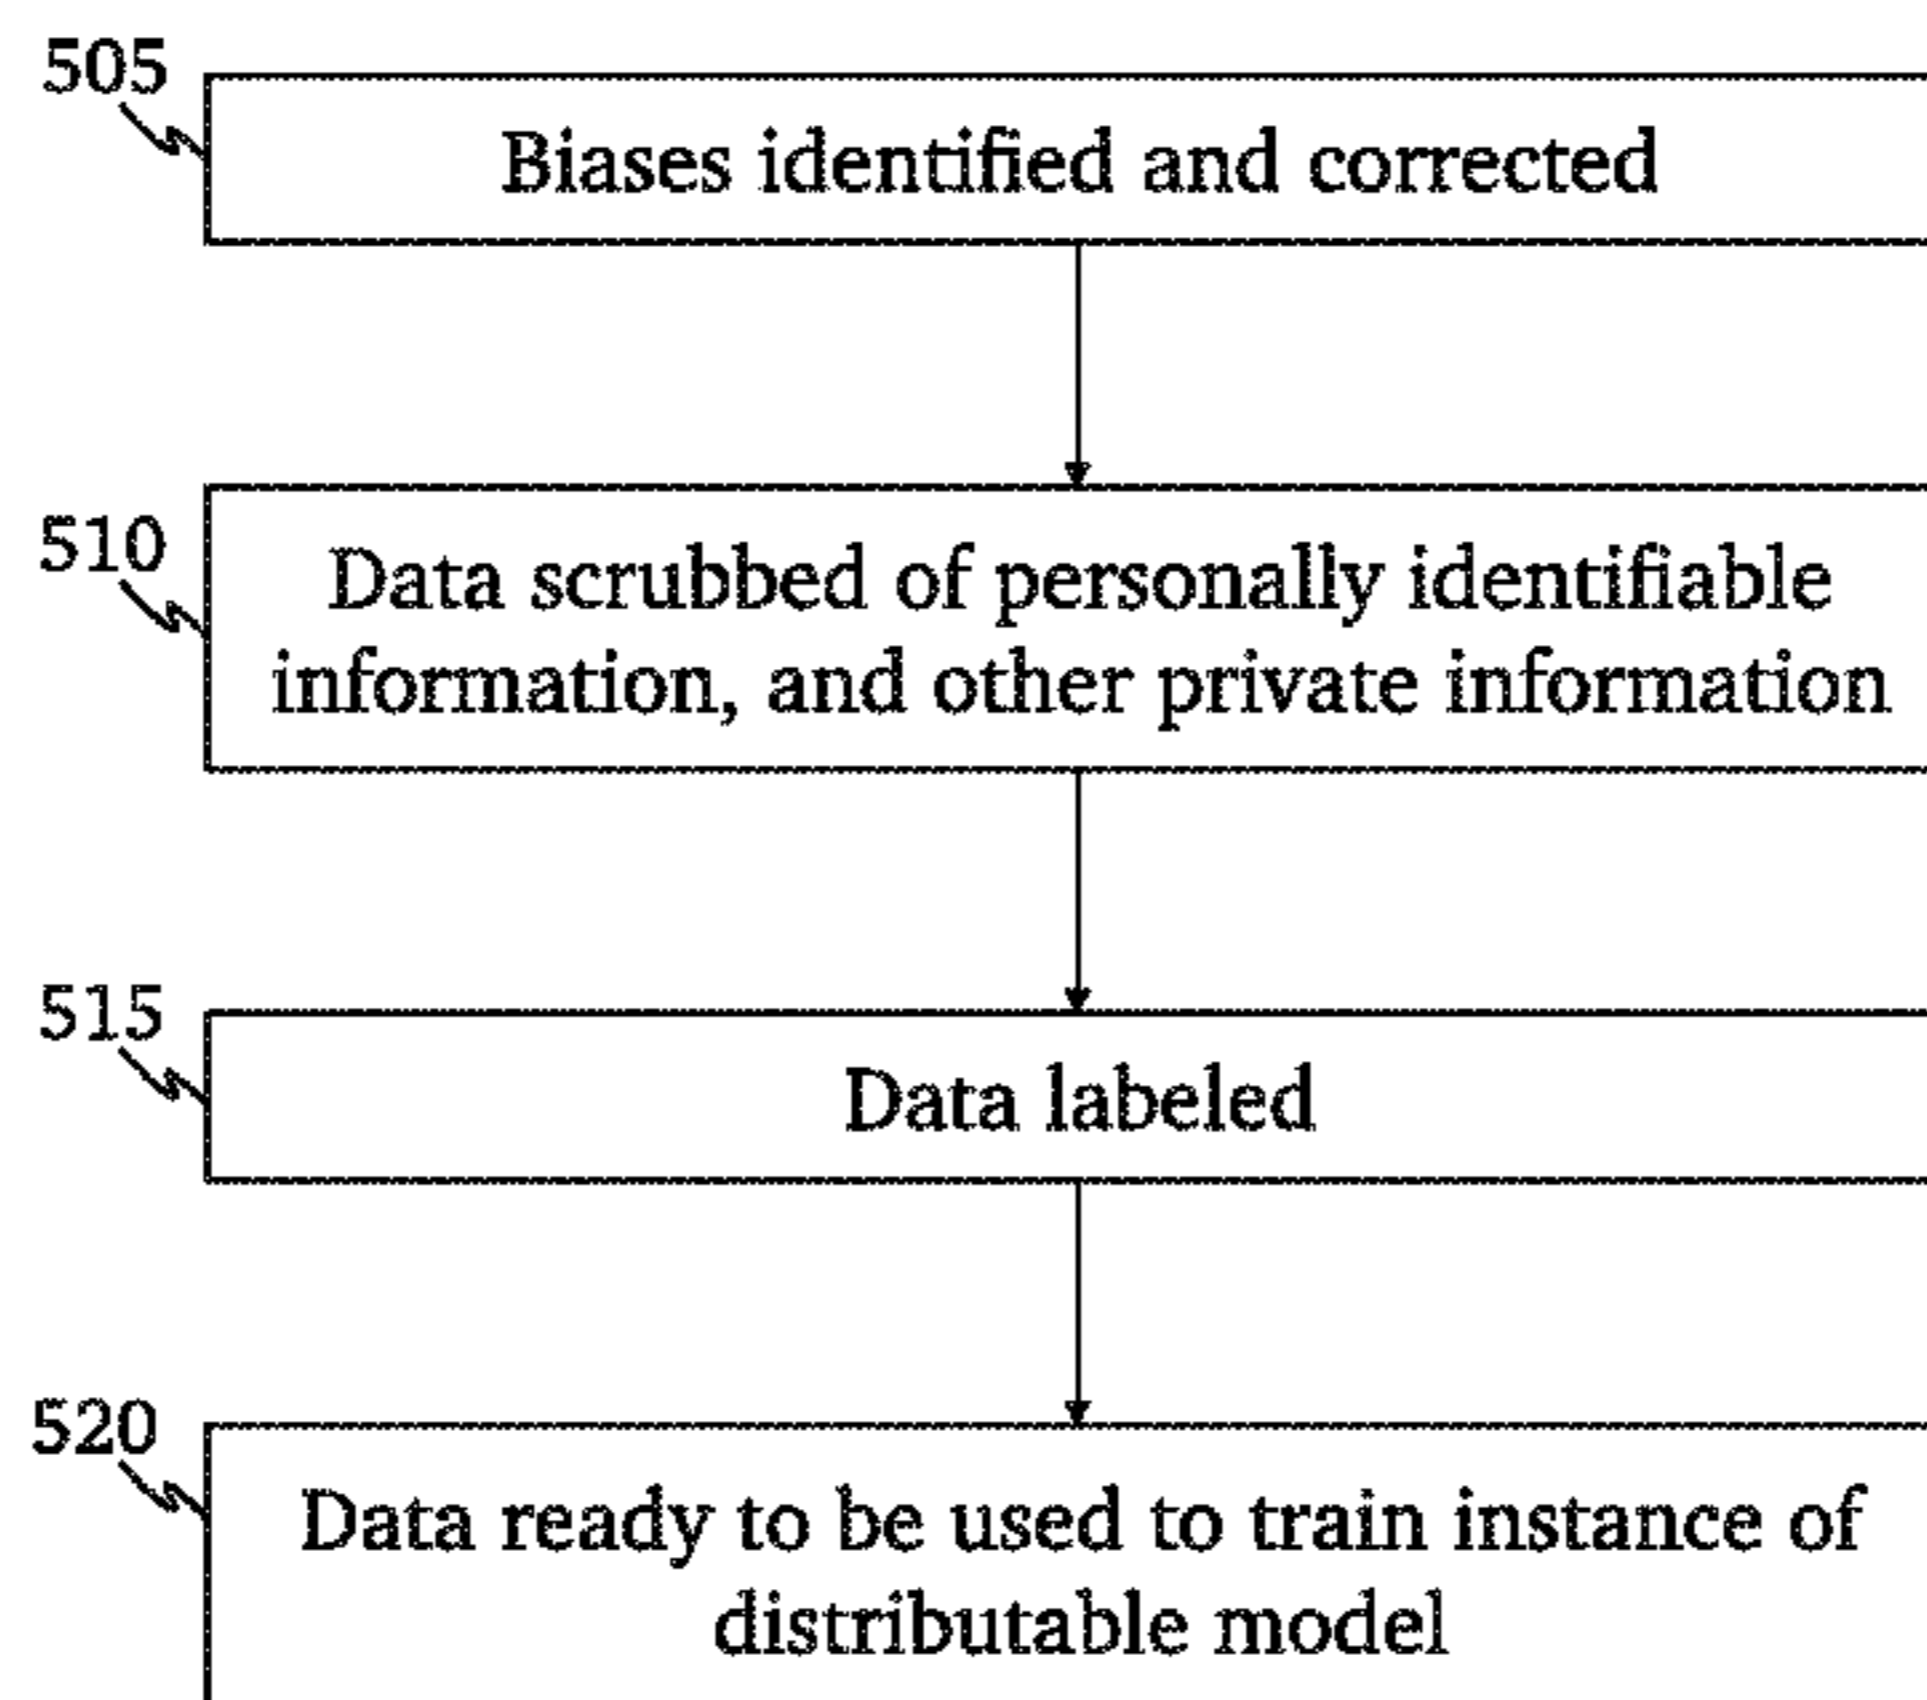 505
Biases identified and corrected
510
Data scrubbed of personally identifiable
information, and other private information
515
Data labeled
520
Data ready to be used to train instance of
distributable model